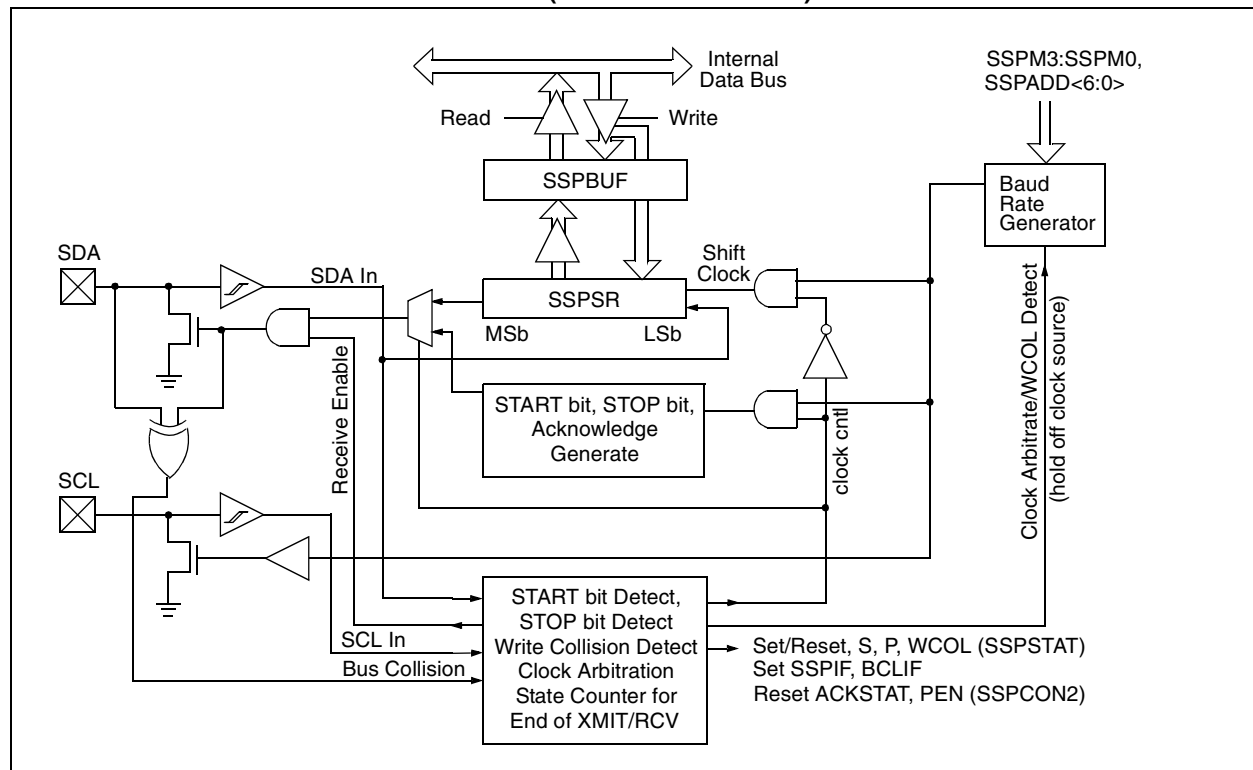 Internal
Data Bus
SSPM3:SSPM0,
SSPADD<6:0>
Read
Write
SSPBUF
Baud
Rate
Generator
SDA
SDA In
Shift
Clock
SSPSR
MSb
LSb
Receive Enable
START bit, STOP bit,
Acknowledge
Generate
clock cntl
Clock Arbitrate/WCOL Detect
(hold off clock source)
SCL
SCL In
Bus Collision
START bit Detect,
STOP bit Detect
Write Collision Detect
Clock Arbitration
State Counter for
End of XMIT/RCV
Set/Reset, S, P, WCOL (SSPSTAT)
Set SSPIF, BCLIF
Reset ACKSTAT, PEN (SSPCON2)